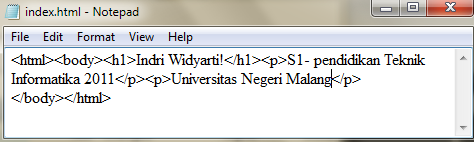 index.html - Notepad
File Edit Format View Help
<html><body><h1>Indri Widyarti!</h1><p>S1- pendidikan Teknik
Informatika 2011</p><p>Universitas Negeri Malang</p>
</body></html>